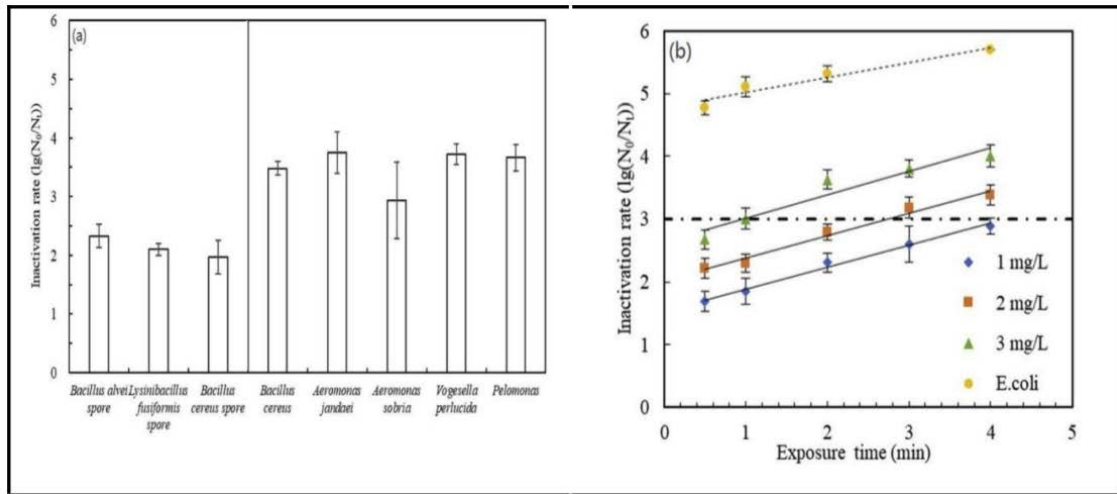 (a)
Inactivation rate (lg(N₀/Nₜ))
6
5
4
3
2
1
0
Bacillus alvei spore
Lysinibacillus fusiformis spore
Bacillus cereus spore
Bacillus cereus
Aeromonas jandaei
Aeromonas sobria
Vogesella perlucida
Pelomonas
(b)
Inactivation rate (lg(N₀/Nₜ))
6
5
4
3
2
1
0
0 1 2 3 4 5
Exposure time (min)
1 mg/L
2 mg/L
3 mg/L
E.coli